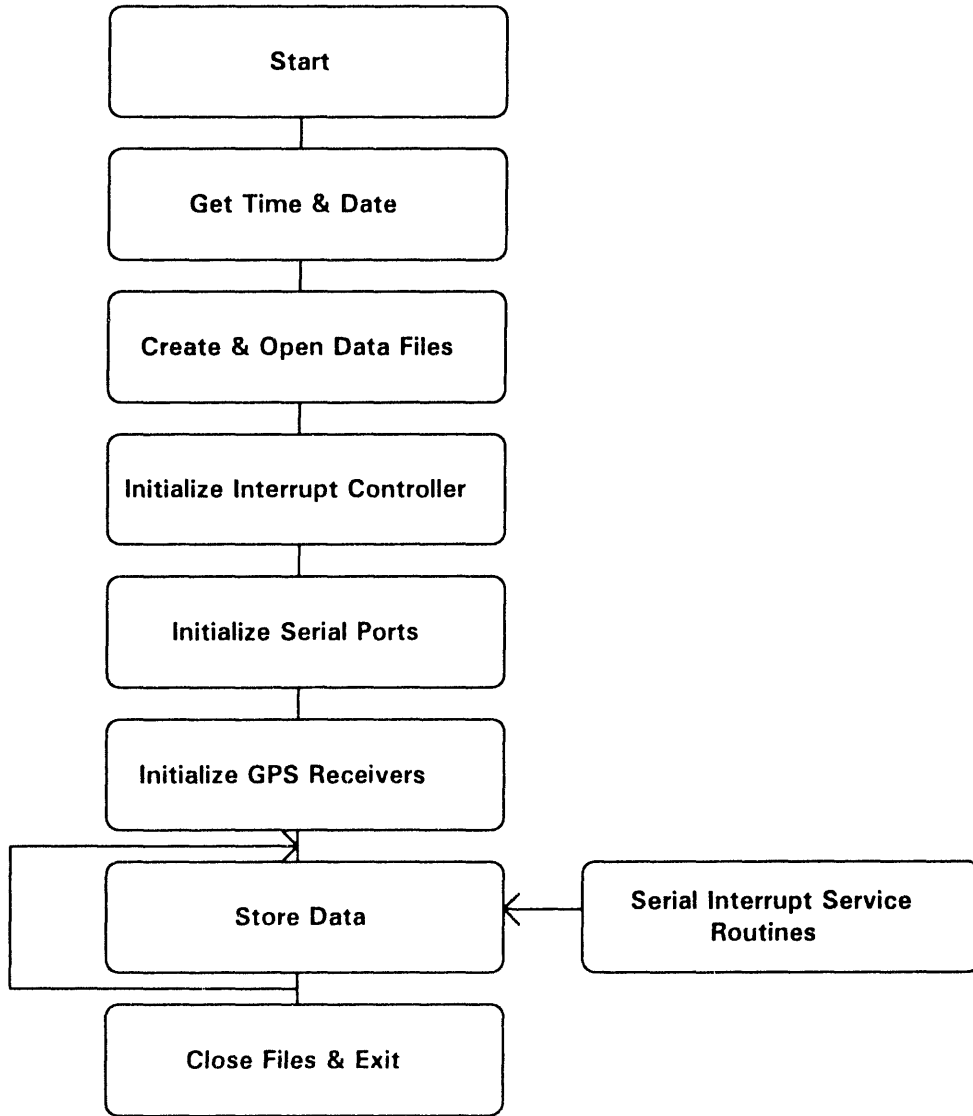 Start
Get Time & Date
Create & Open Data Files
Initialize Interrupt Controller
Initialize Serial Ports
Initialize GPS Receivers
Store Data
Serial Interrupt Service
Routines
Close Files & Exit